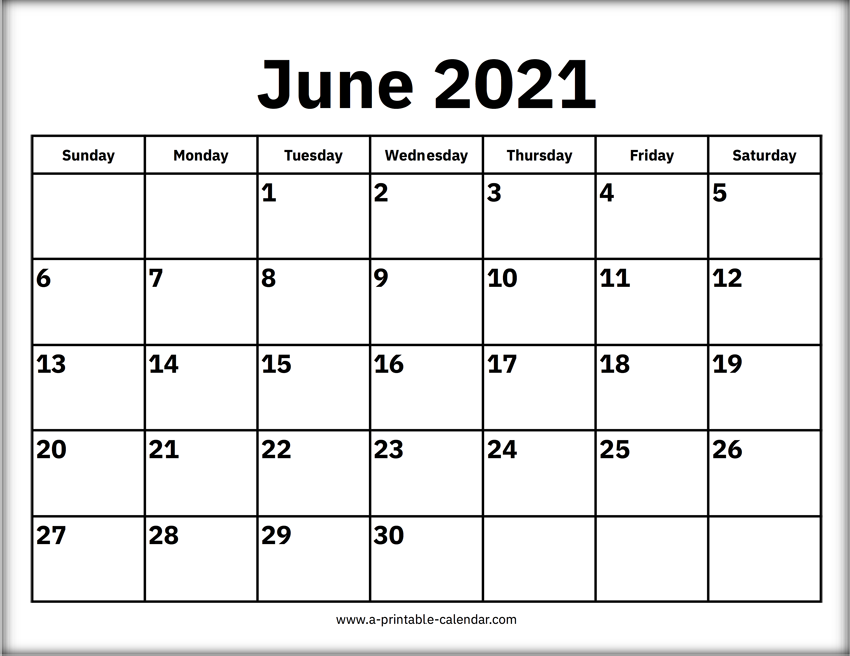 June 2021
Sunday Monday Tuesday Wednesday Thursday Friday Saturday
1 2 3 4 5
6 7 8 9 10 11 12
13 14 15 16 17 18 19
20 21 22 23 24 25 26
27 28 29 30
www.a-printable-calendar.com